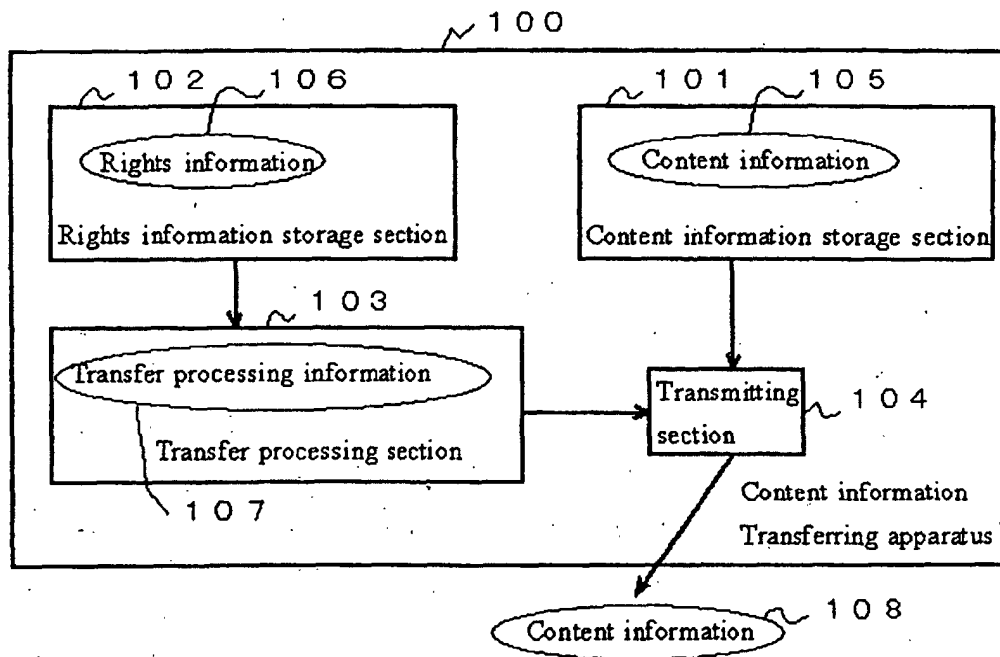 100
102 106 101 105
Rights information Content information
Rights information storage section Content information storage section
103
Transfer processing information
Transmitting
section
104
Transfer processing section
107
Content information
Transferring apparatus
Content information
108